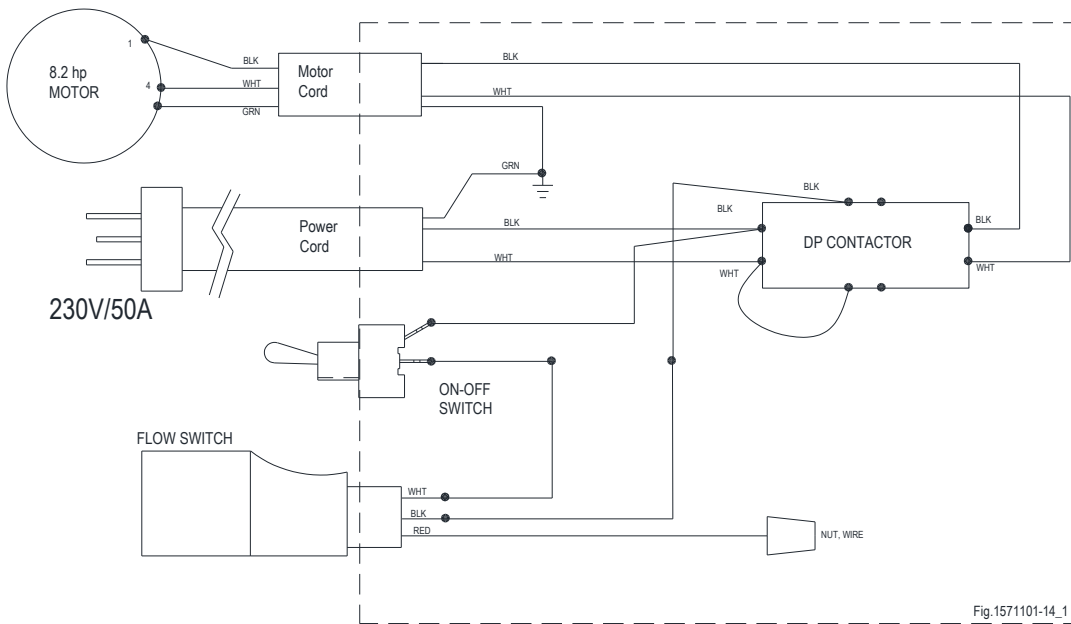 1
BLK
BLK
8.2 hp
MOTOR
Motor
Cord
4
WHT
WHT
GRN
GRN
BLK
BLK
Power
Cord
BLK
BLK
DP CONTACTOR
WHT
WHT
WHT
230V/50A
ON-OFF
SWITCH
FLOW SWITCH
WHT
BLK
RED
NUT, WIRE
Fig.1571101-14_1